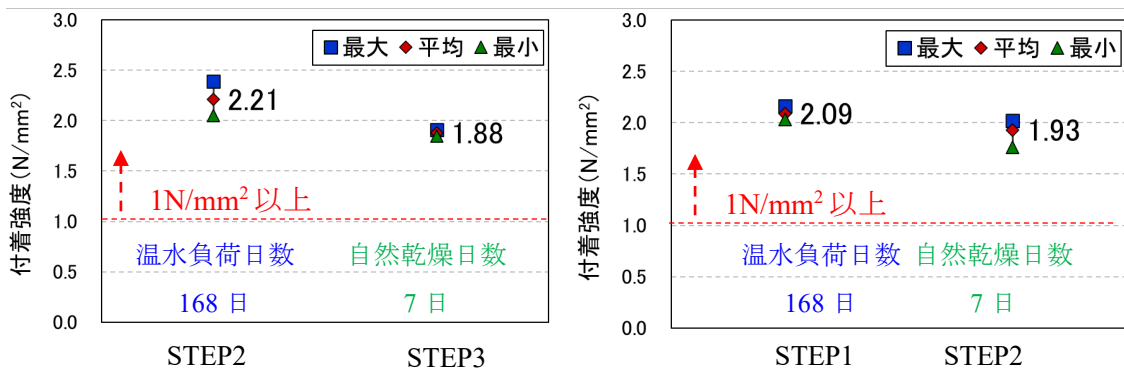 付着強度(N/mm²)
3.0
2.5
2.0
1.5
1.0
0.5
0.0
最大 平均 最小
2.21
1.88
1N/mm² 以上
温水負荷日数 自然乾燥日数
168 日 7 日
STEP2 STEP3
付着強度(N/mm²)
3.0
2.5
2.0
1.5
1.0
0.5
0.0
最大 平均 最小
2.09
1.93
1N/mm² 以上
温水負荷日数 自然乾燥日数
168 日 7 日
STEP1 STEP2